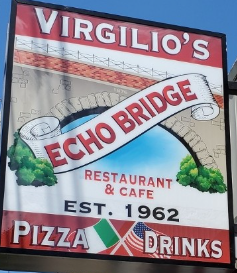 VIRGILIO'S
ECHO BRIDGE
RESTAURANT
& CAFE
EST. 1962
PIZZA DRINKS